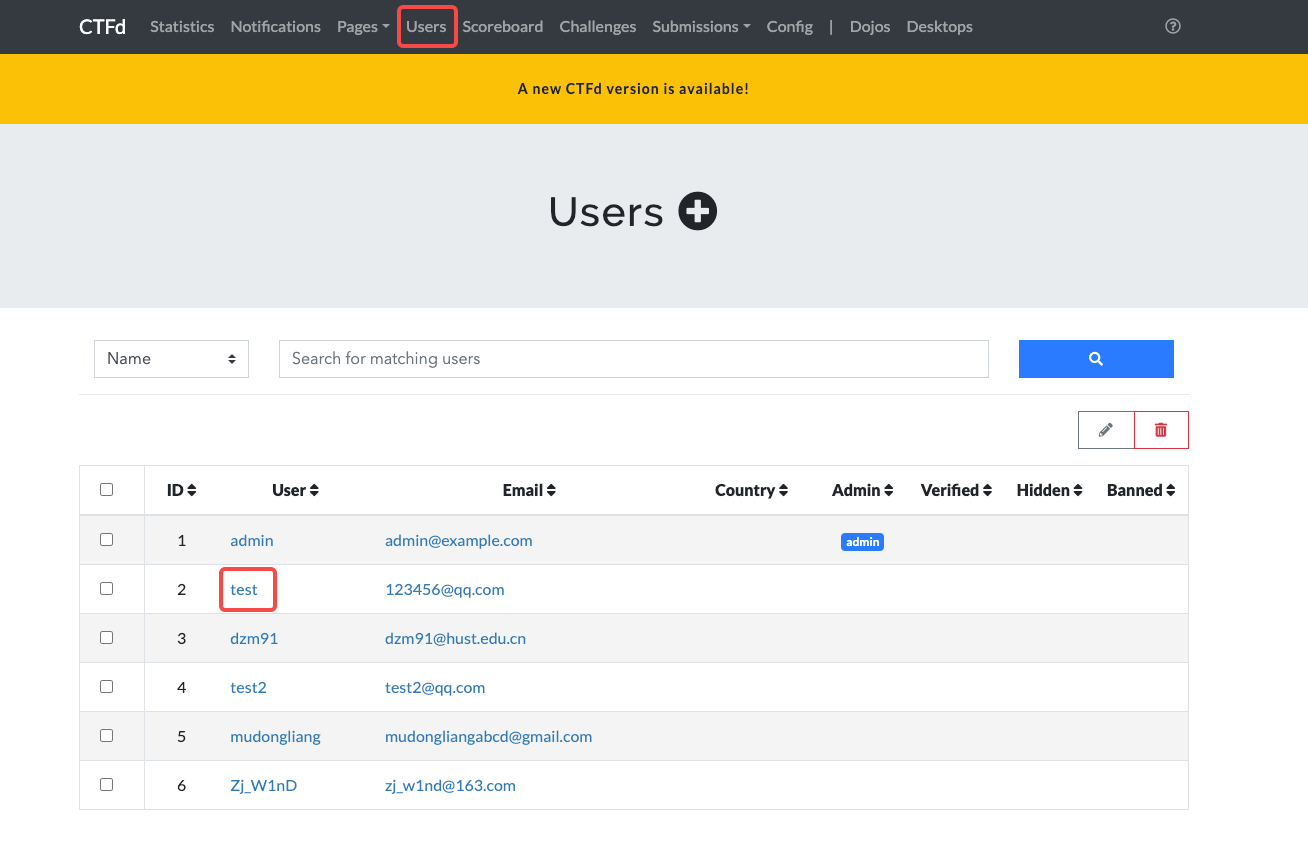 CTFd Statistics Notifications Pages Users Scoreboard Challenges Submissions Config | Dojos Desktops
A new CTFd version is available!
Users
Name Search for matching users
ID User Email Country Admin Verified Hidden Banned
1 admin admin@example.com admin
2 test 123456@qq.com
3 dzm91 dzm91@hust.edu.cn
4 test2 test2@qq.com
5 mudongliang mudongliangabcd@gmail.com
6 Zj_W1nD zj_w1nd@163.com